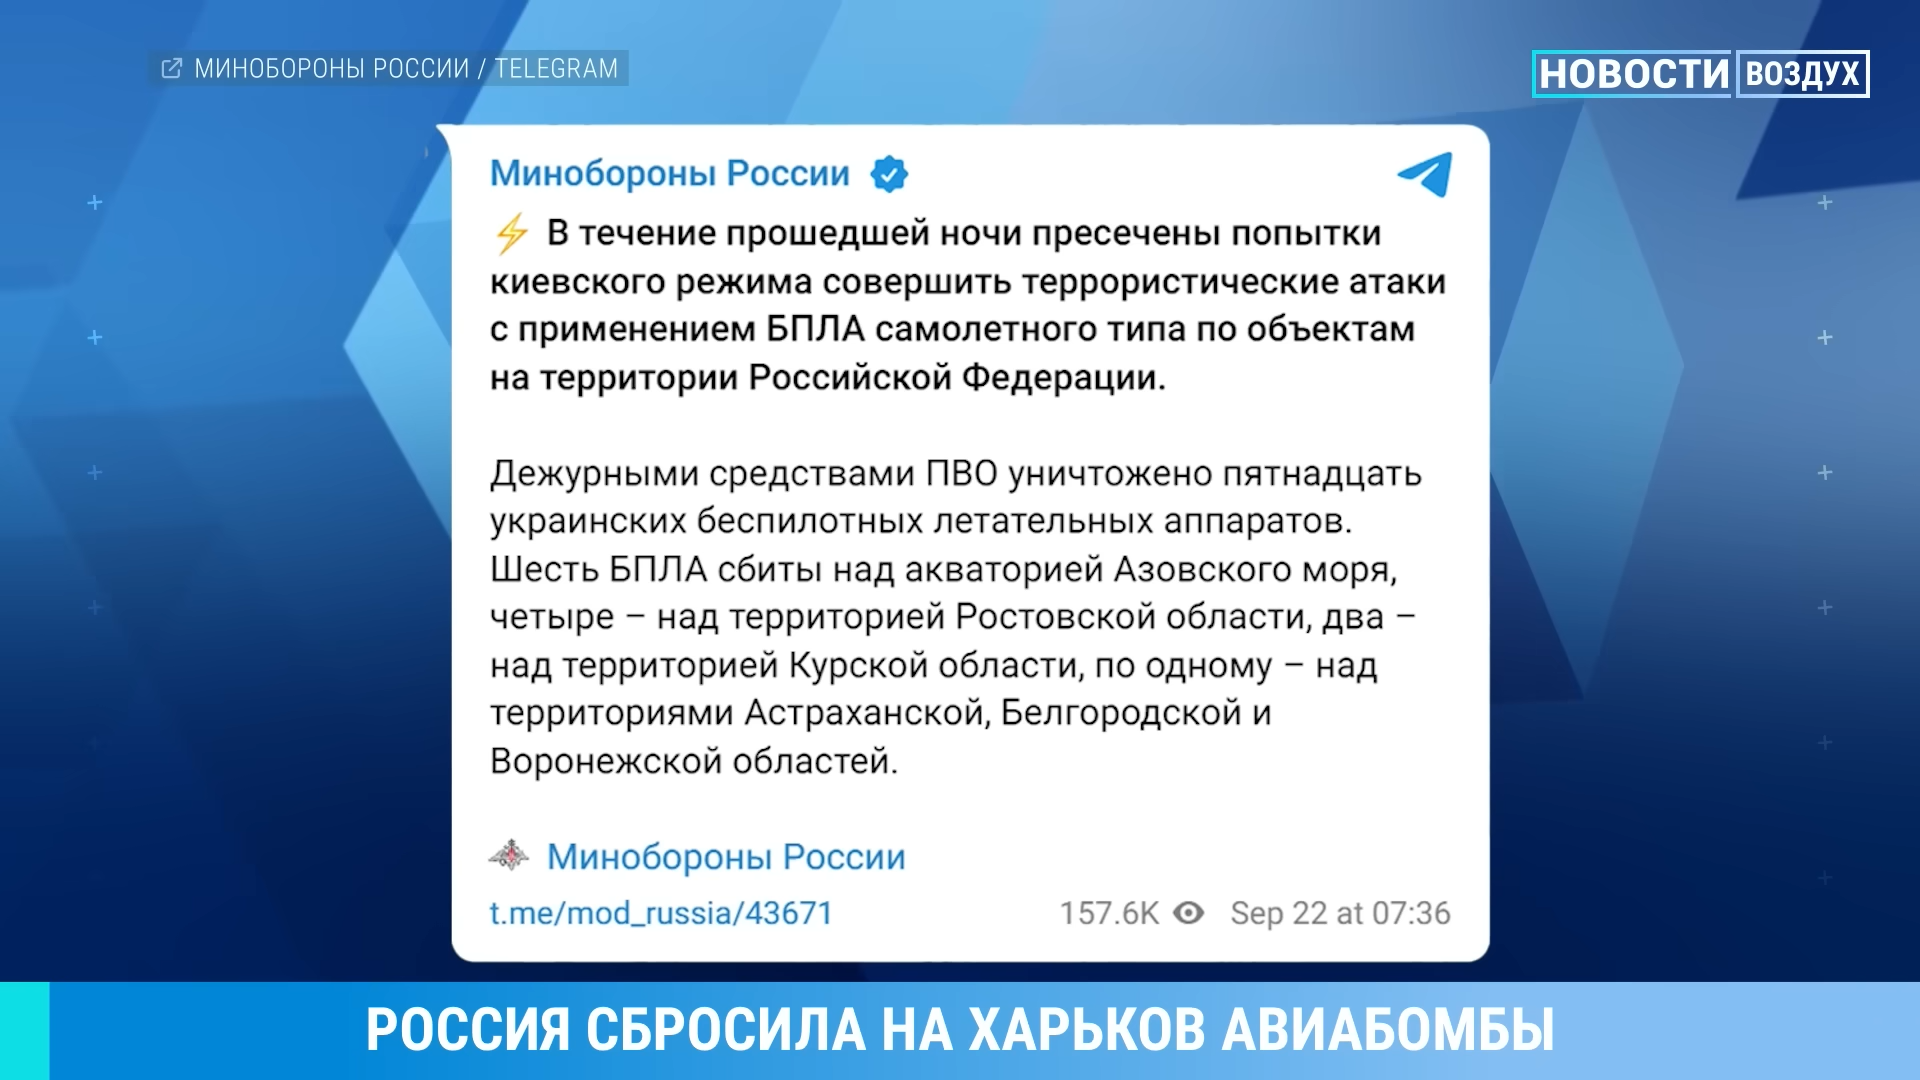 МИНОБОРОНЫ РОССИИ / TELEGRAM
НОВОСТИ ВОЗДУХ
Минобороны России
⚡ В течение прошедшей ночи пресечены попытки
киевского режима совершить террористические атаки
с применением БПЛА самолетного типа по объектам
на территории Российской Федерации.
Дежурными средствами ПВО уничтожено пятнадцать
украинских беспилотных летательных аппаратов.
Шесть БПЛА сбиты над акваторией Азовского моря,
четыре – над территорией Ростовской области, два –
над территорией Курской области, по одному – над
территориями Астраханской, Белгородской и
Воронежской областей.
Минобороны России
t.me/mod_russia/43671 157.6K Sep 22 at 07:36
РОССИЯ СБРОСИЛА НА ХАРЬКОВ АВИАБОМБЫ